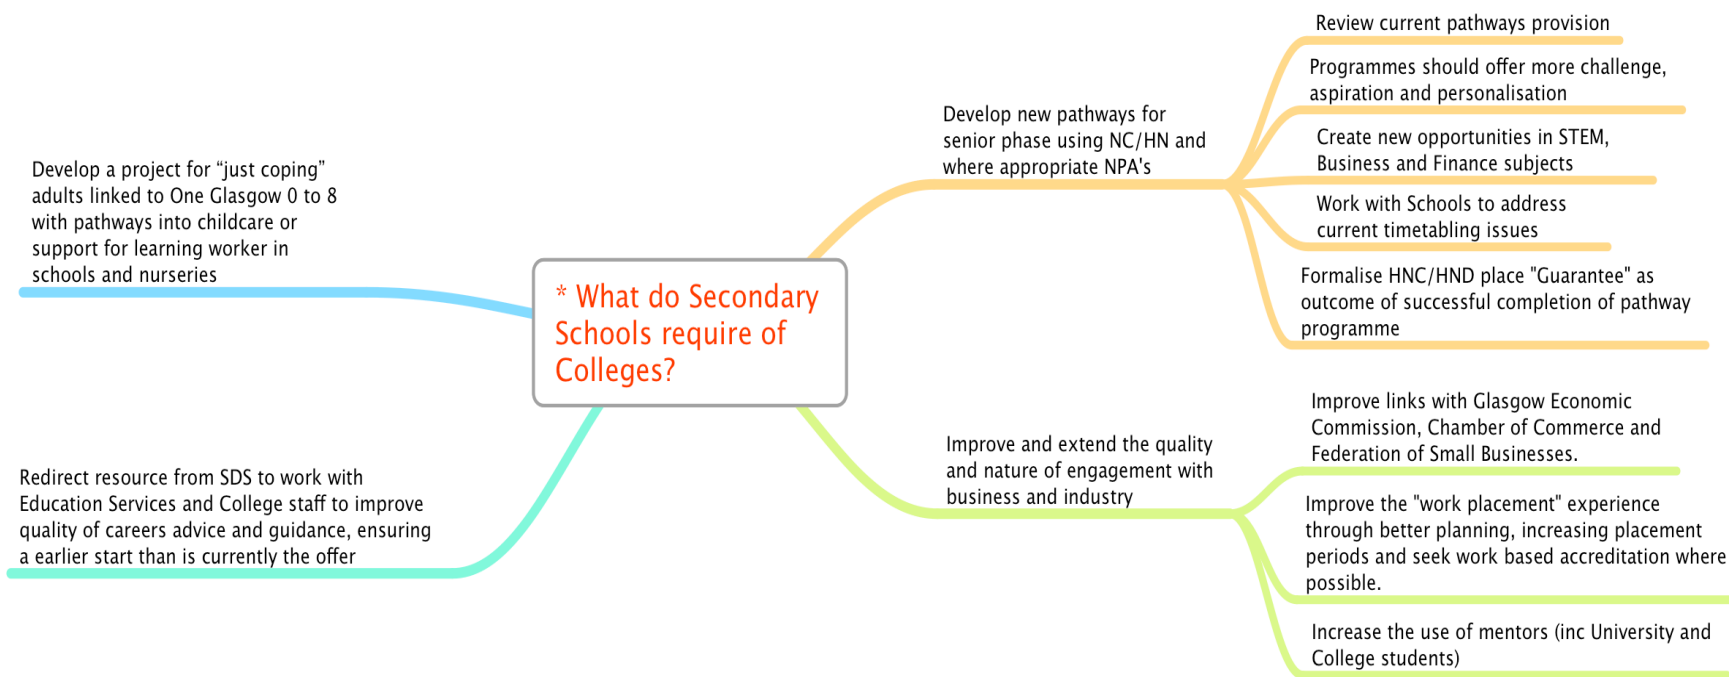 Develop a project for “just coping”
adults linked to One Glasgow 0 to 8
with pathways into childcare or
support for learning worker in
schools and nurseries
Redirect resource from SDS to work with
Education Services and College staff to improve
quality of careers advice and guidance, ensuring
a earlier start than is currently the offer
* What do Secondary
Schools require of
Colleges?
Develop new pathways for
senior phase using NC/HN and
where appropriate NPA's
Review current pathways provision
Programmes should offer more challenge,
aspiration and personalisation
Create new opportunities in STEM,
Business and Finance subjects
Work with Schools to address
current timetabling issues
Formalise HNC/HND place "Guarantee" as
outcome of successful completion of pathway
programme
Improve and extend the quality
and nature of engagement with
business and industry
Improve links with Glasgow Economic
Commission, Chamber of Commerce and
Federation of Small Businesses.
Improve the "work placement" experience
through better planning, increasing placement
periods and seek work based accreditation where
possible.
Increase the use of mentors (inc University and
College students)